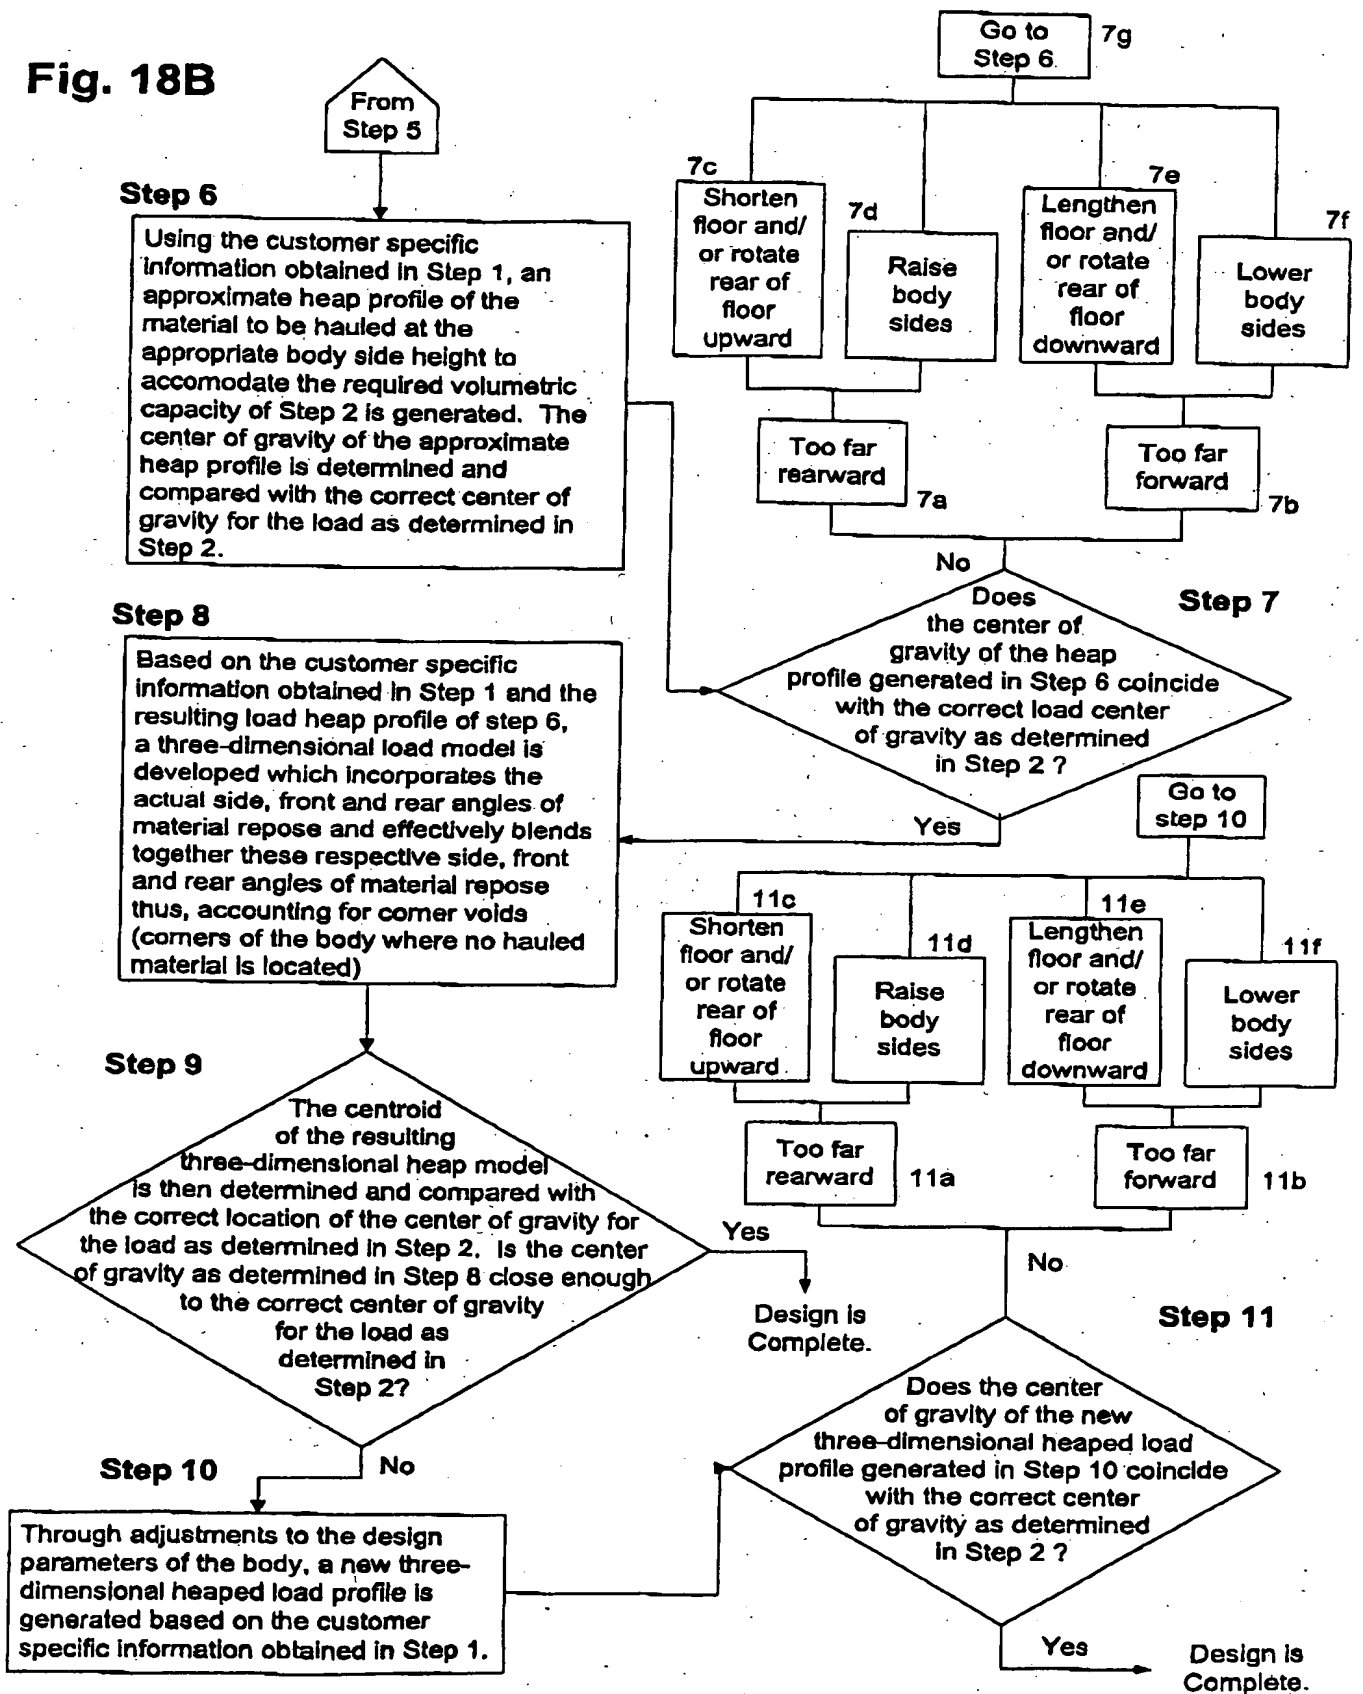 Fig. 18B
From
Step 5
Step 6
Using the customer specific
information obtained in Step 1, an
approximate heap profile of the
material to be hauled at the
appropriate body side height to
accomodate the required volumetric
capacity of Step 2 is generated. The
center of gravity of the approximate
heap profile is determined and
compared with the correct center of
gravity for the load as determined in
Step 2.
Go to
Step 6
7g
7c
Shorten
floor and/
or rotate
rear of
floor
upward
7d
Raise
body
sides
7e
Lengthen
floor and/
or rotate
rear of
floor
downward
7f
Lower
body
sides
Too far
rearward
7a
Too far
forward
7b
No
Step 7
Does
the center of
gravity of the heap
profile generated in Step 6 coincide
with the correct load center
of gravity as determined
in Step 2 ?
Yes
Step 8
Based on the customer specific
information obtained in Step 1 and the
resulting load heap profile of step 6,
a three-dimensional load model is
developed which incorporates the
actual side, front and rear angles of
material repose and effectively blends
together these respective side, front
and rear angles of material repose
thus, accounting for corner voids
(corners of the body where no hauled
material is located)
Step 9
The centroid
of the resulting
three-dimensional heap model
is then determined and compared with
the correct location of the center of gravity for
the load as determined in Step 2. Is the center
of gravity as determined in Step 8 close enough
to the correct center of gravity
for the load as
determined in
Step 2?
Yes
Design is
Complete.
No
Step 10
Through adjustments to the design
parameters of the body, a new three-
dimensional heaped load profile is
generated based on the customer
specific information obtained in Step 1.
Go to
step 10
11c
Shorten
floor and/
or rotate
rear of
floor
upward
11d
Raise
body
sides
11e
Lengthen
floor and/
or rotate
rear of
floor
downward
11f
Lower
body
sides
Too far
rearward
11a
Too far
forward
11b
No
Step 11
Does the center
of gravity of the new
three-dimensional heaped load
profile generated in Step 10 coincide
with the correct center
of gravity as determined
in Step 2 ?
Yes
Design is
Complete.